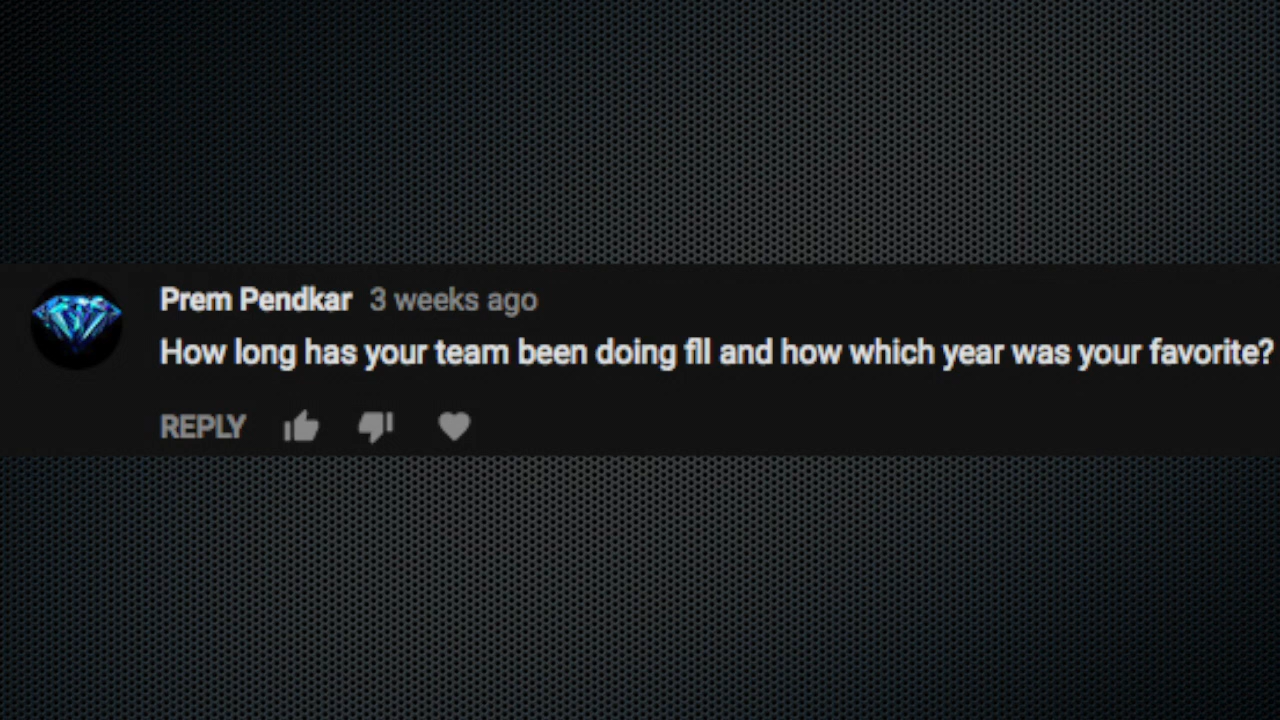 Prem Pendkar 3 weeks ago
How long has your team been doing fll and how which year was your favorite?
REPLY